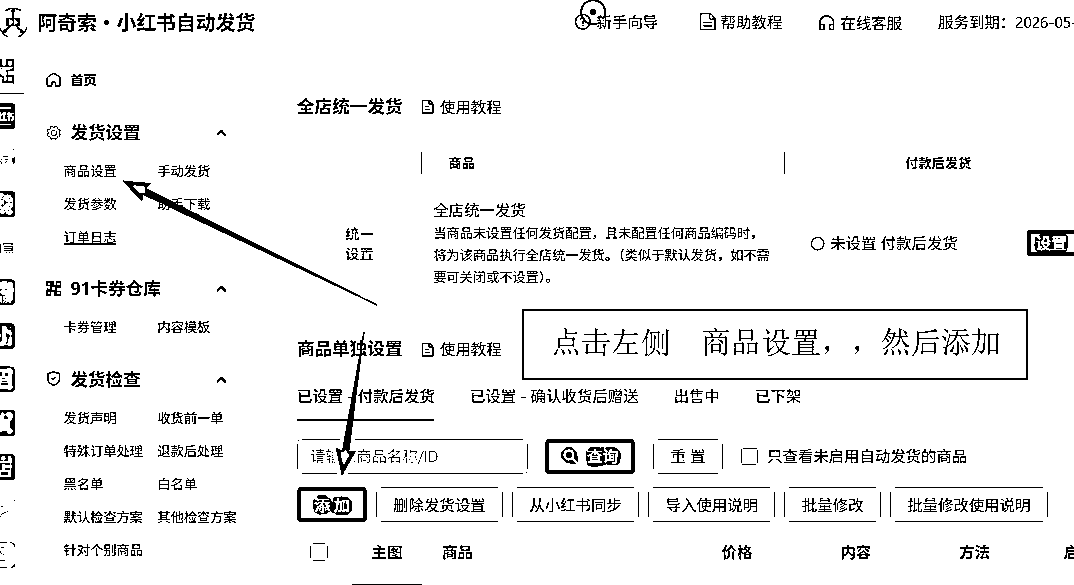 阿奇索·小红书自动发货
新手向导 帮助教程 在线客服 服务到期：2026-05-
首页
发货设置
商品设置 手动发货
发货参数 助手下载
订单日志
91卡券仓库
卡券管理 内容模板
发货检查
发货声明 收货前一单
特殊订单处理 退款后处理
黑名单 白名单
默认检查方案 其他检查方案
针对个别商品
全店统一发货 使用教程
商品 付款后发货
统一设置
全店统一发货
当商品未设置任何发货配置，且未配置任何商品编码时，
将为该商品执行全店统一发货。（类似于默认发货，如不需
要可关闭或不设置）。
未设置 付款后发货 设置
点击左侧 商品设置，，然后添加
商品单独设置 使用教程
已设置 - 付款后发货 已设置 - 确认收货后赠送 出售中 已下架
请输入商品名称/ID 查询 重置 只查看未启用自动发货的商品
添加 删除发货设置 从小红书同步 导入使用说明 批量修改 批量修改使用说明
主图 商品 价格 内容 方法